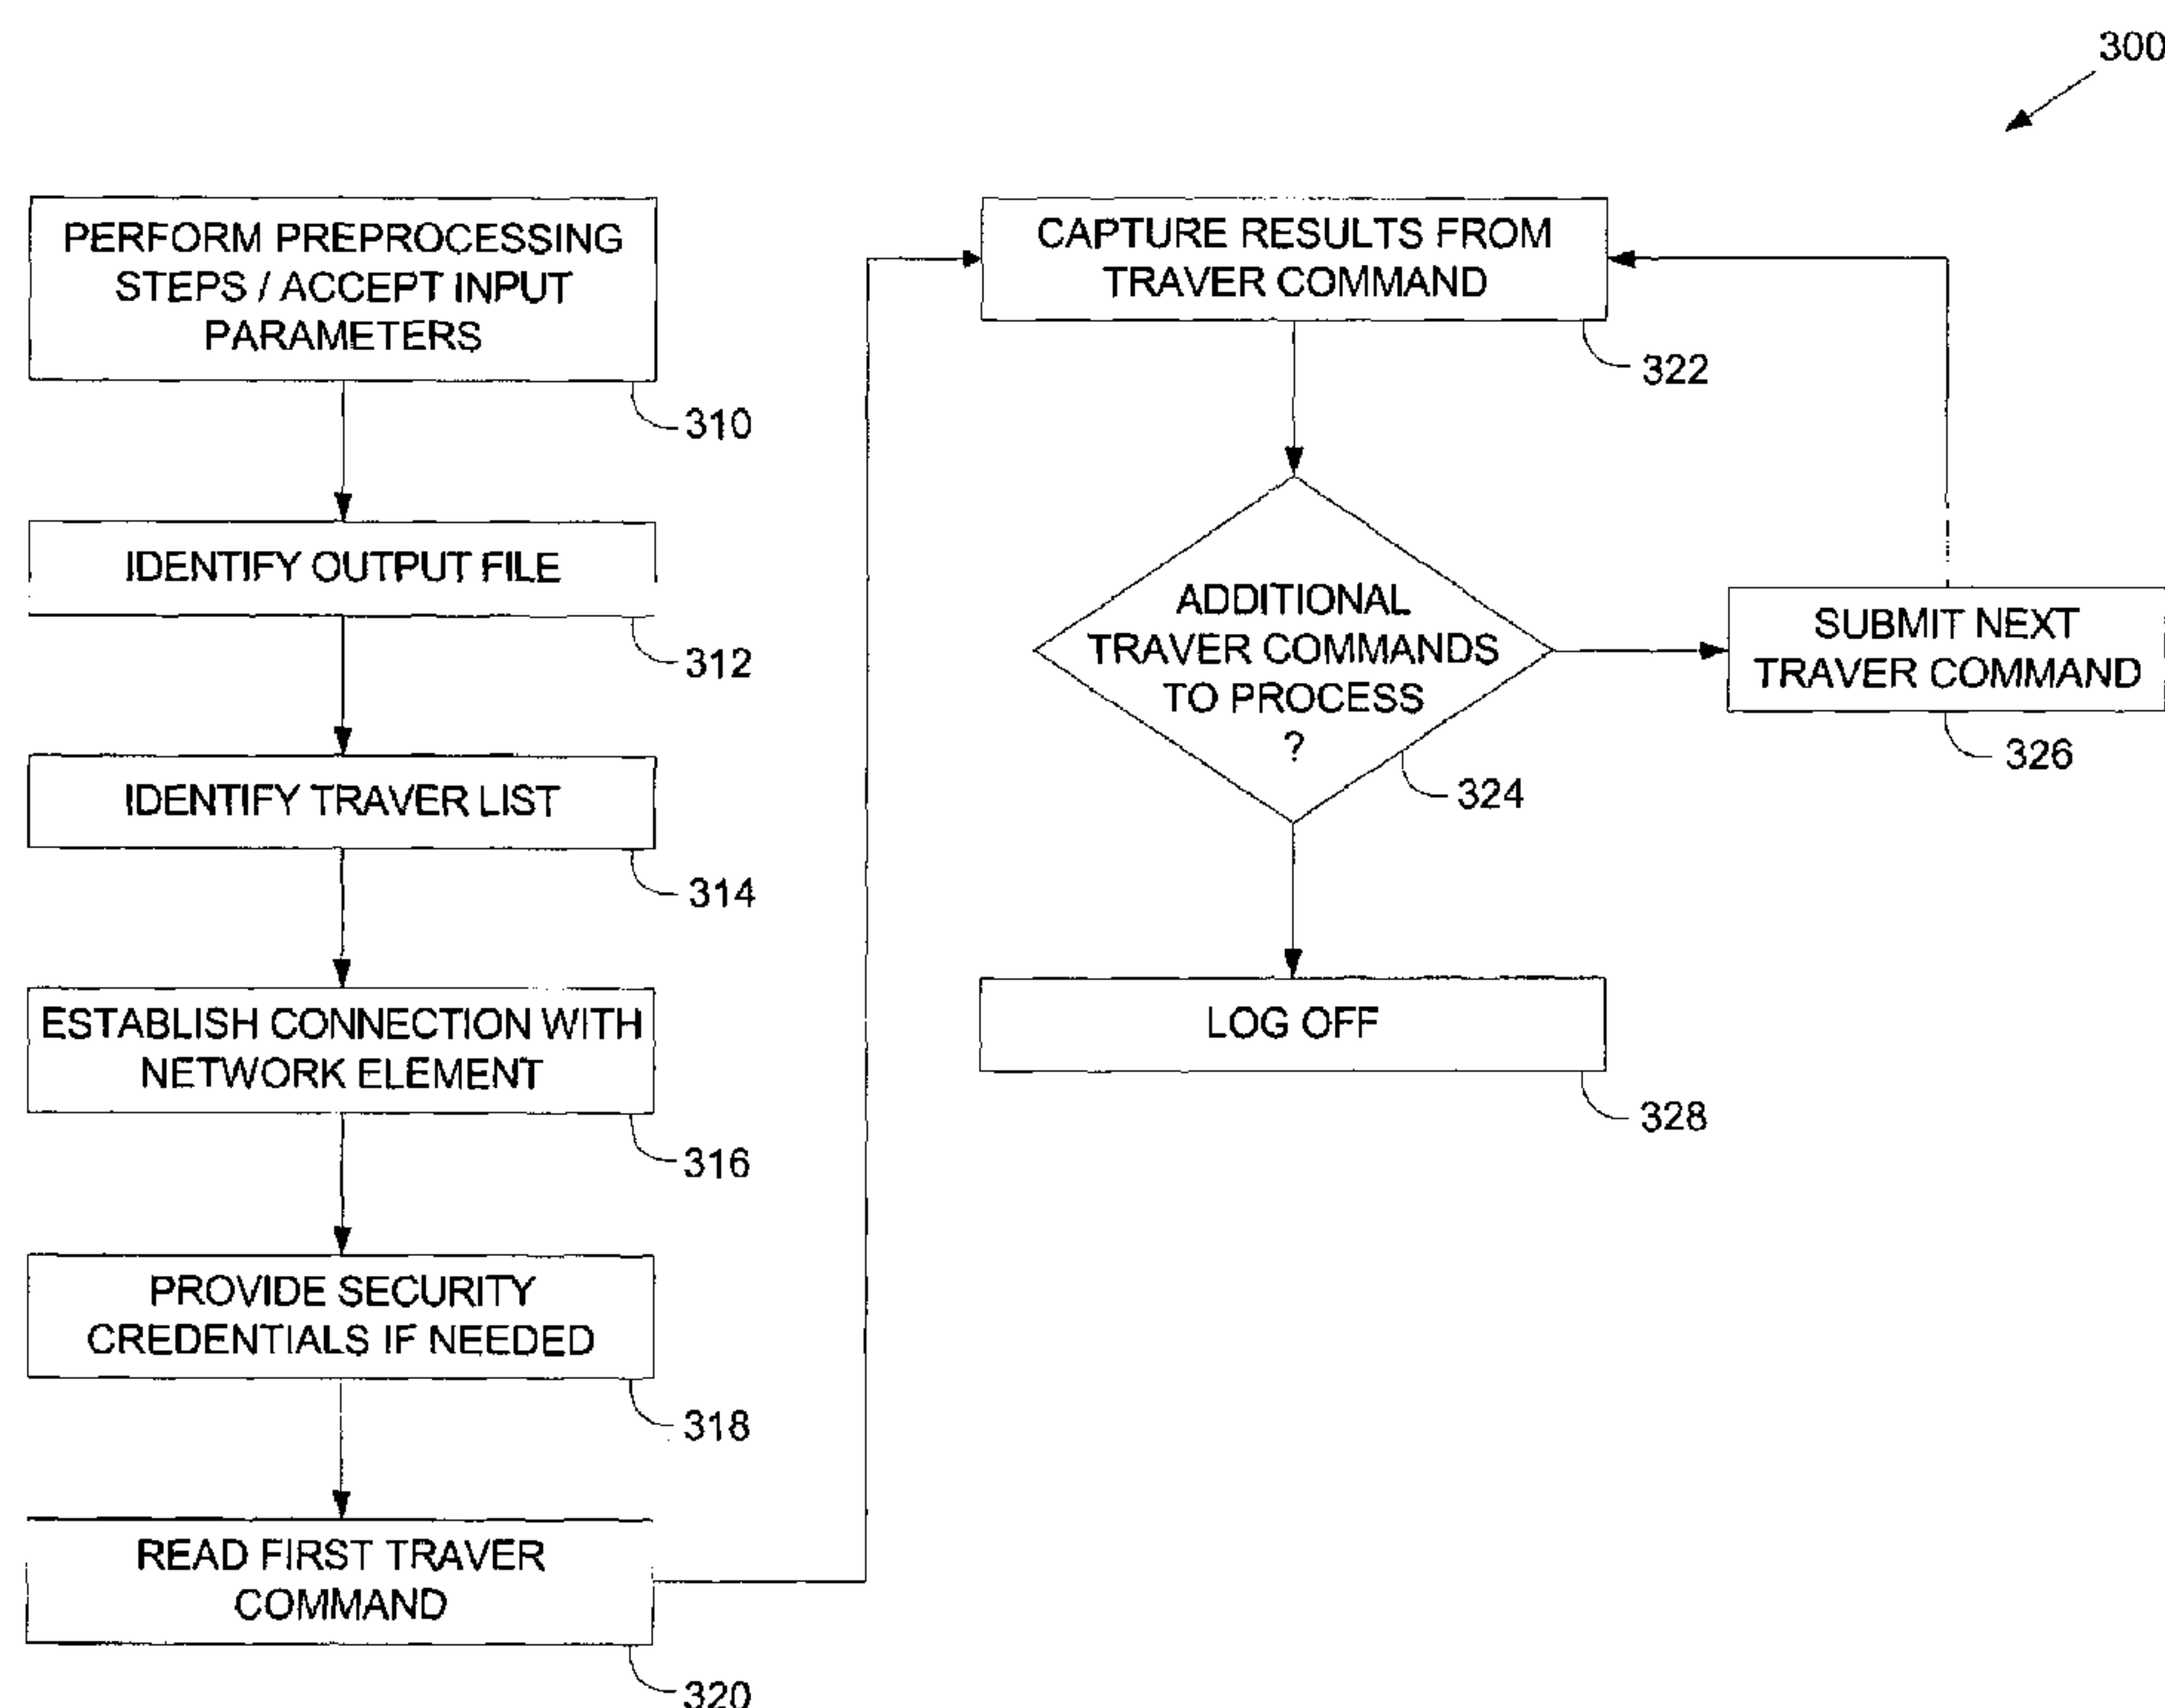 300
PERFORM PREPROCESSING
STEPS / ACCEPT INPUT
PARAMETERS
310
IDENTIFY OUTPUT FILE
312
IDENTIFY TRAVER LIST
314
ESTABLISH CONNECTION WITH
NETWORK ELEMENT
316
PROVIDE SECURITY
CREDENTIALS IF NEEDED
318
READ FIRST TRAVER
COMMAND
320
CAPTURE RESULTS FROM
TRAVER COMMAND
322
ADDITIONAL
TRAVER COMMANDS
TO PROCESS
?
324
SUBMIT NEXT
TRAVER COMMAND
326
LOG OFF
328